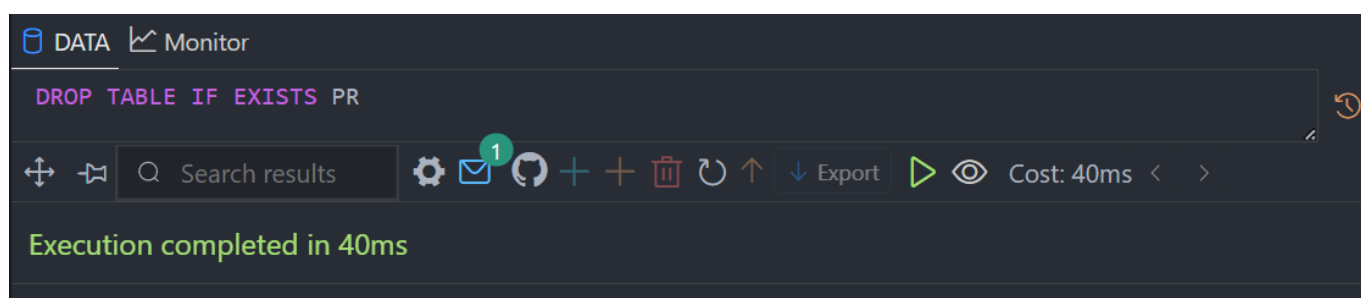 DATA Monitor
DROP TABLE IF EXISTS PR
Search results 1 Export Cost: 40ms
Execution completed in 40ms